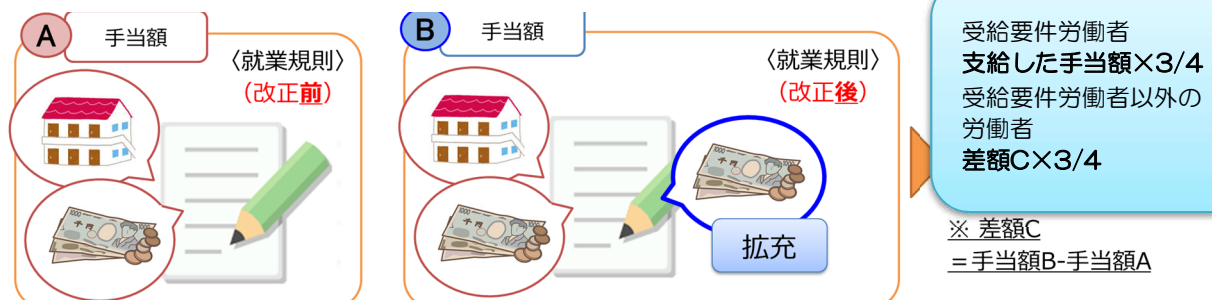 A
手当額
〈就業規則〉
（改正前）
B
手当額
〈就業規則〉
（改正後）
拡充
受給要件労働者
支給した手当額×3/4
受給要件労働者以外の
労働者
差額C×3/4
※ 差額C
＝手当額B-手当額A